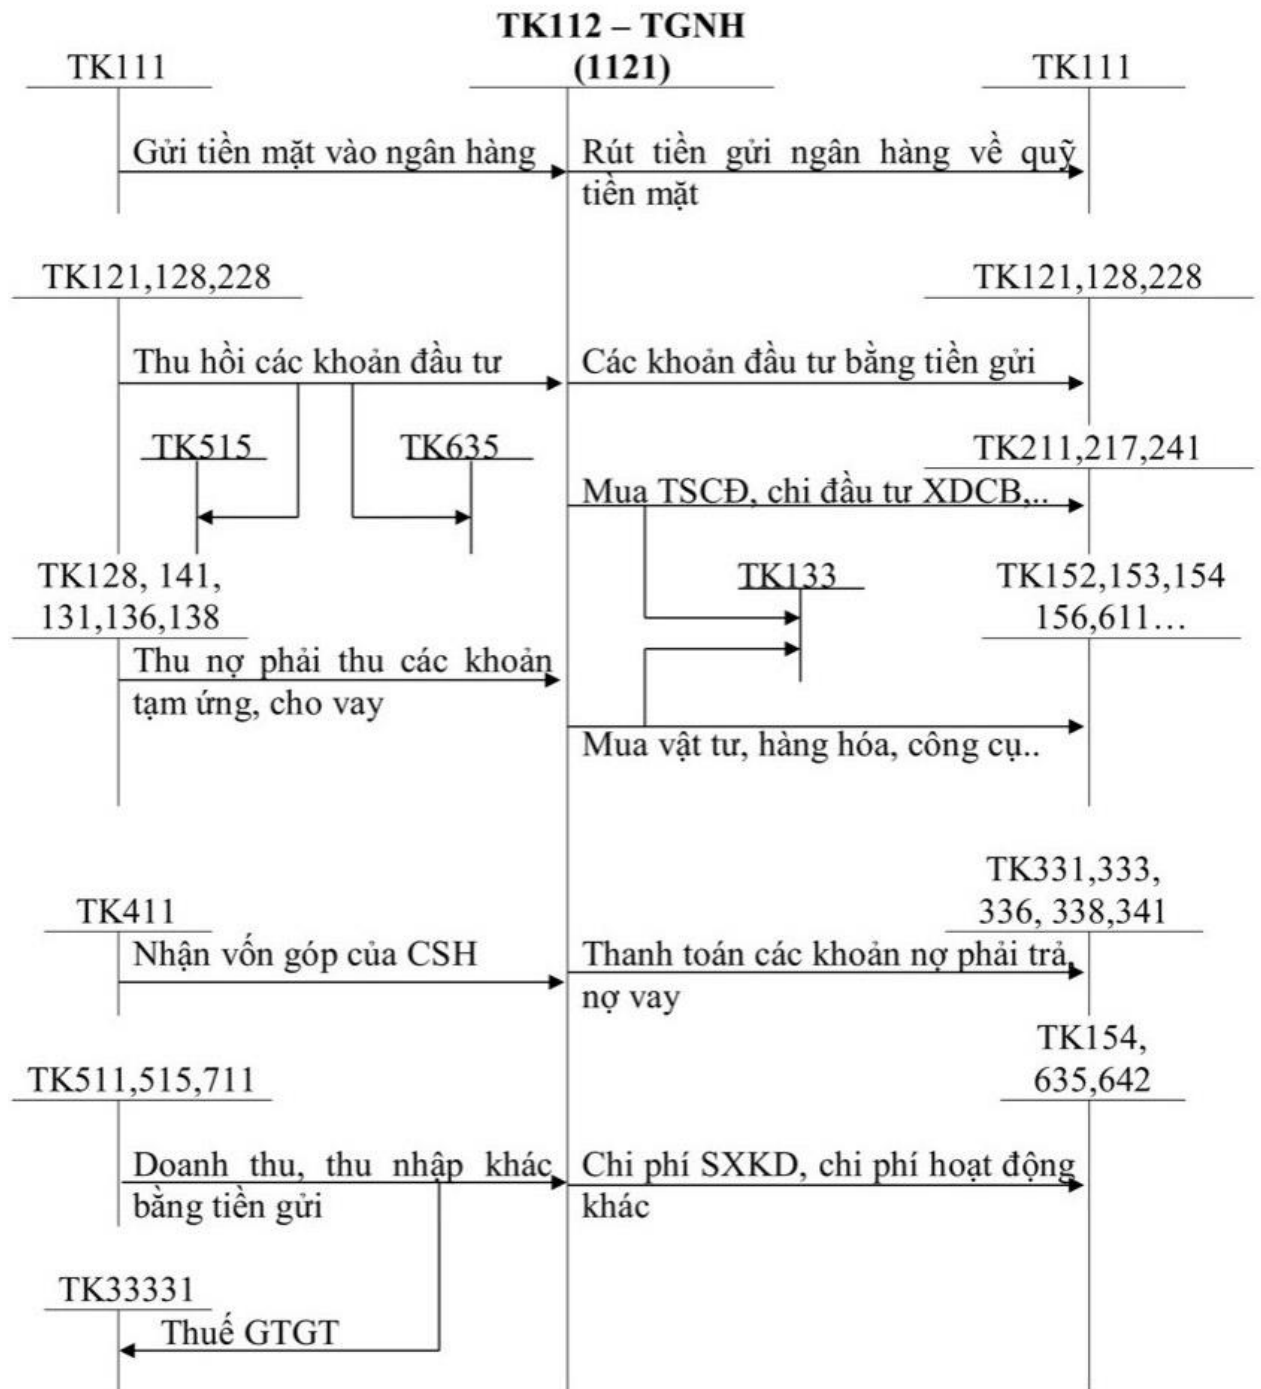 TK112 – TGNH
TK111
(1121)
TK111
Gửi tiền mặt vào ngân hàng
Rút tiền gửi ngân hàng về quỹ
tiền mặt
TK121,128,228
TK121,128,228
Thu hồi các khoản đầu tư
Các khoản đầu tư bằng tiền gửi
TK515
TK635
TK211,217,241
Mua TSCĐ, chi đầu tư XDCB,..
TK128, 141,
131,136,138
TK133
TK152,153,154
156,611…
Thu nợ phải thu các khoản
tạm ứng, cho vay
Mua vật tư, hàng hóa, công cụ..
TK331,333,
336, 338,341
TK411
Nhận vốn góp của CSH
Thanh toán các khoản nợ phải trả,
nợ vay
TK154,
635,642
TK511,515,711
Doanh thu, thu nhập khác
bằng tiền gửi
Chi phí SXKD, chi phí hoạt động
khác
TK33331
Thuế GTGT